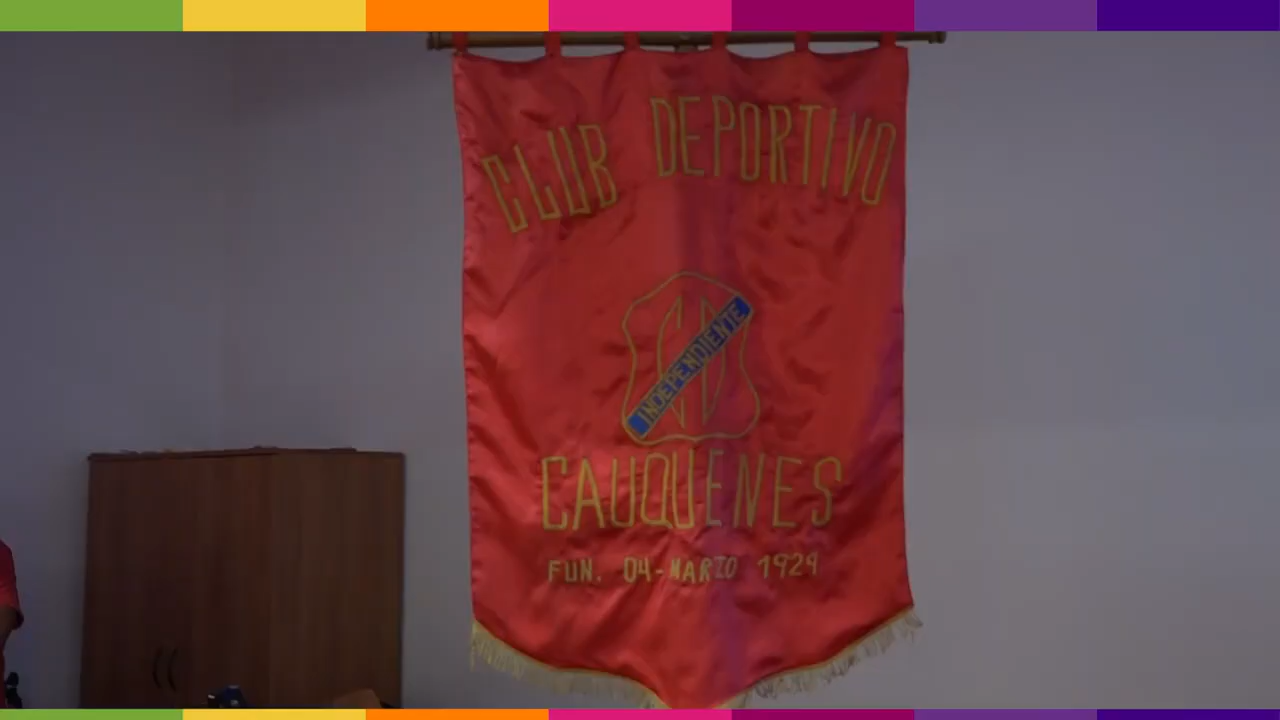 CLUB DEPORTIVO
INDEPENDIENTE
CAUQUENES
FUN. 04-MARZO 1929